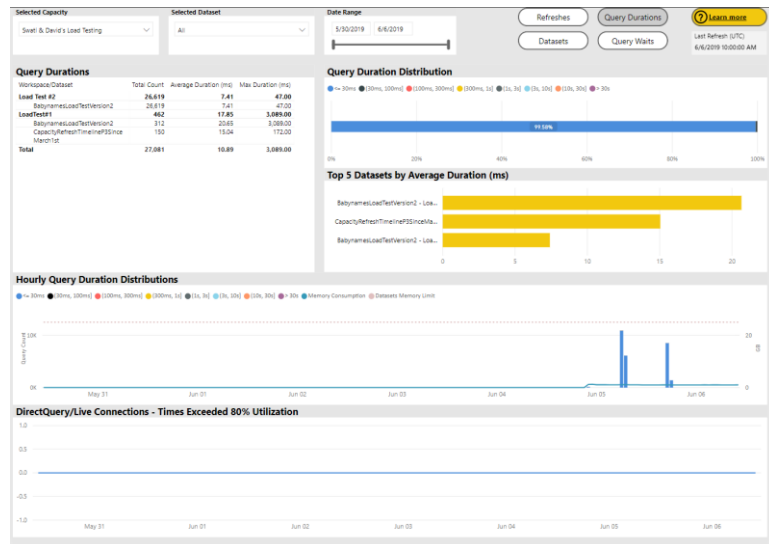 Selected Capacity
Selected Dataset
Date Range
Swati & David's Load Testing
All
5/30/2019 6/6/2019
Refreshes
Query Durations
Learn more
Datasets
Query Waits
Last Refresh (UTC)
6/6/2019 10:00:00 AM
Query Durations
Workspace/Dataset Total Count Average Duration (ms) Max Duration (ms)
Load Test #2 26,619 7.41 47.00
BabynamesLoadTestVersion2 26,619 7.41 47.00
LoadTest#1 462 17.85 3,089.00
BabynamesLoadTestVersion2 312 20.65 3,089.00
CapacityRefreshTimelineP3Since 150 15.04 172.00
March1st
Total 27,081 10.89 3,089.00
Query Duration Distribution
<= 30ms (30ms, 100ms] (100ms, 300ms] (300ms, 1s] (1s, 3s] (3s, 10s] (10s, 30s] > 30s
99.58%
0% 20% 40% 60% 80% 100%
Top 5 Datasets by Average Duration (ms)
BabynamesLoadTestVersion2 - Loa...
CapacityRefreshTimelineP3SinceMa...
BabynamesLoadTestVersion2 - Loa...
0 5 10 15 20
Hourly Query Duration Distributions
<= 30ms (30ms, 100ms] (100ms, 300ms] (300ms, 1s] (1s, 3s] (3s, 10s] (10s, 30s] > 30s Memory Consumption Datasets Memory Limit
Query Count
10K
0K
20
GB
0
May 31 Jun 01 Jun 02 Jun 03 Jun 04 Jun 05 Jun 06
DirectQuery/Live Connections - Times Exceeded 80% Utilization
1.0
0.5
0.0
-0.5
-1.0
May 31 Jun 01 Jun 02 Jun 03 Jun 04 Jun 05 Jun 06